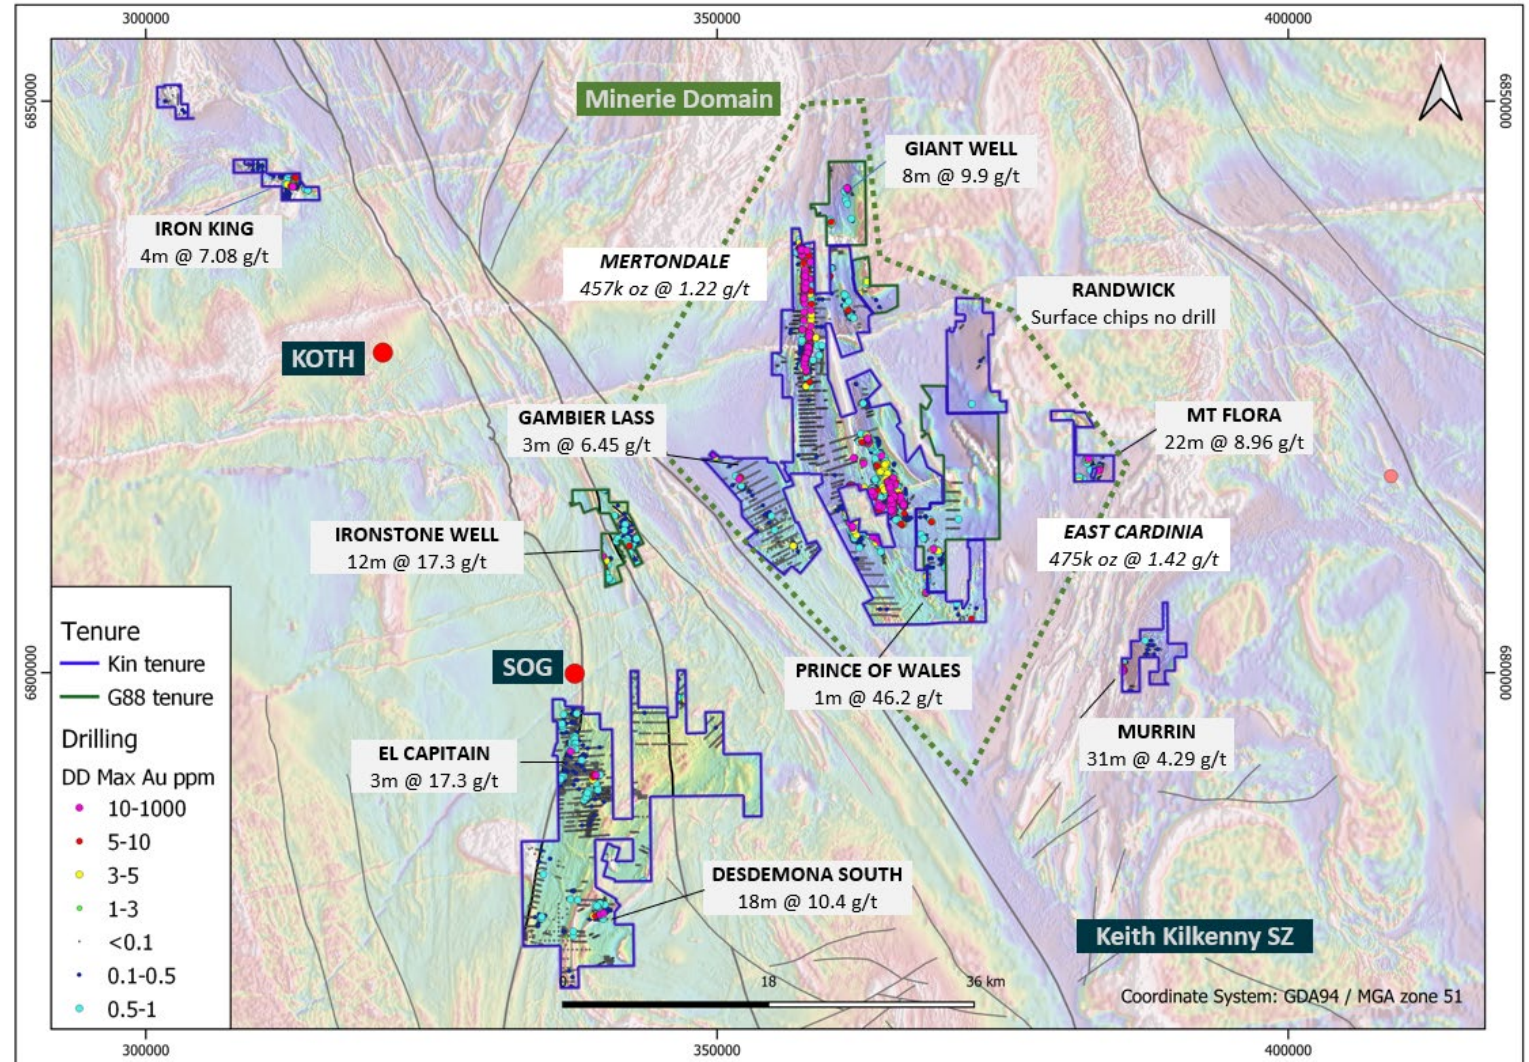 300000
350000
400000
6850000
6850000
Minerie Domain
GIANT WELL
8m @ 9.9 g/t
IRON KING
4m @ 7.08 g/t
MERTONDALE
457k oz @ 1.22 g/t
RANDWICK
Surface chips no drill
KOTH
GAMBIER LASS
3m @ 6.45 g/t
MT FLORA
22m @ 8.96 g/t
IRONSTONE WELL
12m @ 17.3 g/t
EAST CARDINIA
475k oz @ 1.42 g/t
Tenure
Kin tenure
G88 tenure
Drilling
DD Max Au ppm
10-1000
5-10
3-5
1-3
<0.1
0.1-0.5
0.5-1
SOG
6800000
6800000
PRINCE OF WALES
1m @ 46.2 g/t
MURRIN
31m @ 4.29 g/t
EL CAPITAIN
3m @ 17.3 g/t
DESDEMONA SOUTH
18m @ 10.4 g/t
Keith Kilkenny SZ
0
18
36 km
Coordinate System: GDA94 / MGA zone 51
300000
350000
400000